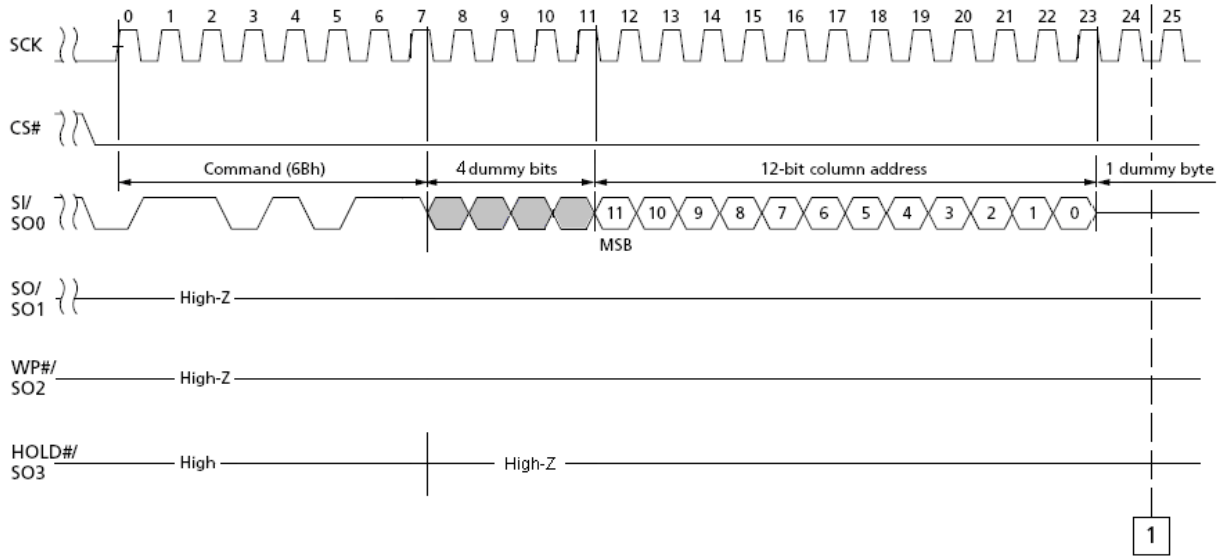 0 1 2 3 4 5 6 7 8 9 10 11 12 13 14 15 16 17 18 19 20 21 22 23 24 25
SCK
CS#
Command (6Bh) 4 dummy bits 12-bit column address 1 dummy byte
SI/
SO0
11 10 9 8 7 6 5 4 3 2 1 0
MSB
SO/
SO1
High-Z
WP#/
SO2
High-Z
HOLD#/
SO3
High High-Z
1